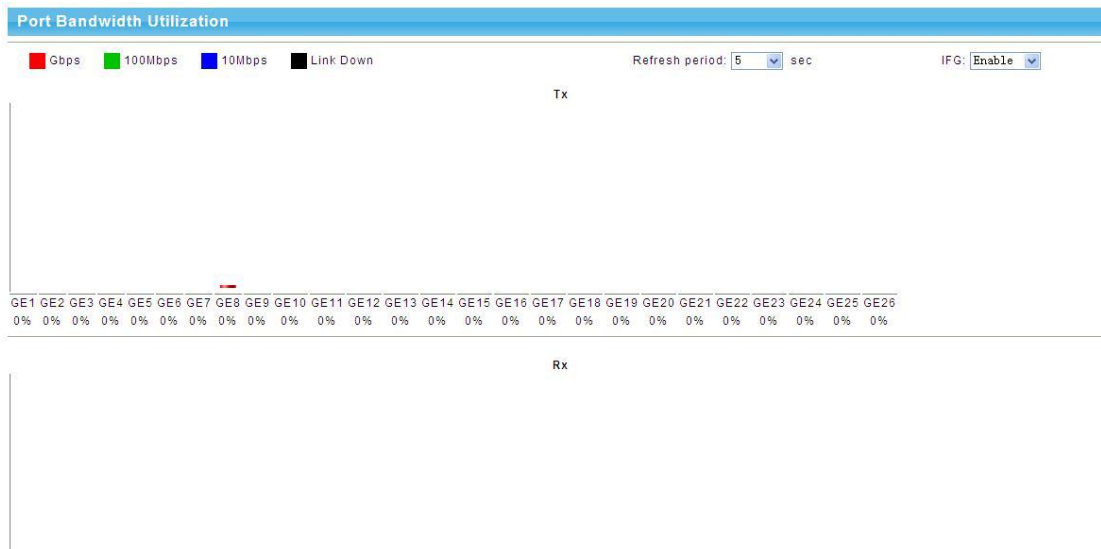 Port Bandwidth Utilization
Gbps 100Mbps 10Mbps Link Down Refresh period: 5 sec IFG: Enable
Tx
GE1 GE2 GE3 GE4 GE5 GE6 GE7 GE8 GE9 GE10 GE11 GE12 GE13 GE14 GE15 GE16 GE17 GE18 GE19 GE20 GE21 GE22 GE23 GE24 GE25 GE26
0% 0% 0% 0% 0% 0% 0% 0% 0% 0% 0% 0% 0% 0% 0% 0% 0% 0% 0% 0% 0% 0% 0% 0% 0% 0%
Rx